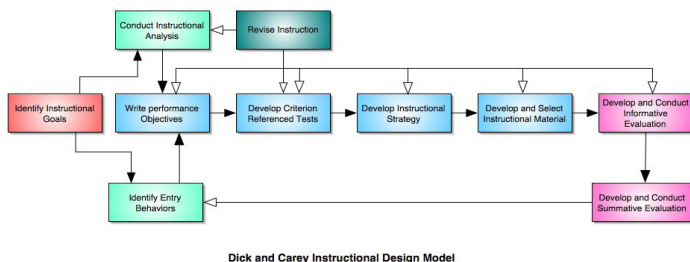 Conduct Instructional
Analysis
Revise Instruction
Identify Instructional
Goals
Write performance
Objectives
Develop Criterion
Referenced Tests
Develop Instructional
Strategy
Develop and Select
Instructional Material
Develop and Conduct
Informative
Evaluation
Identify Entry
Behaviors
Develop and Conduct
Summative Evaluation
Dick and Carey Instructional Design Model